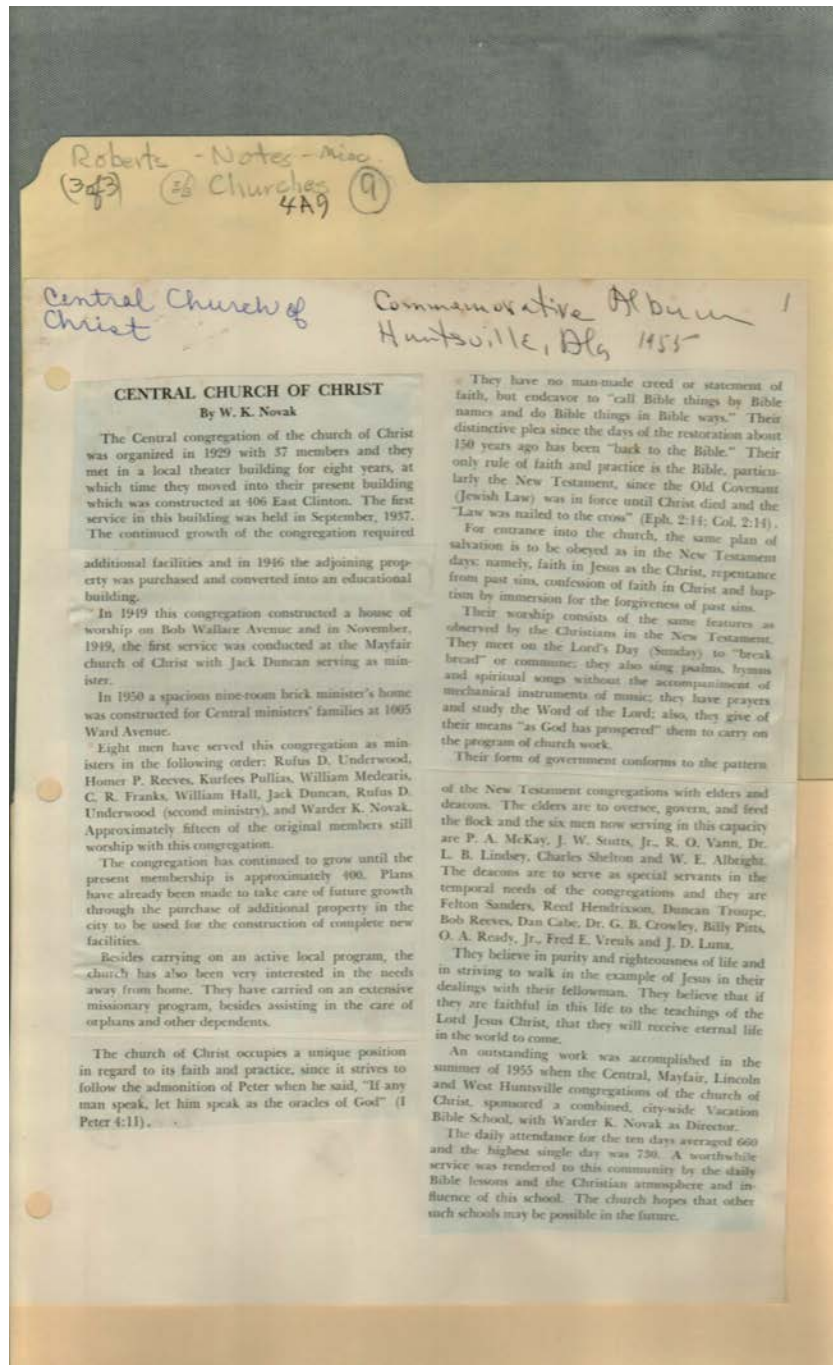 Roberts - Notes - Misc.
(3 of 3) Churches 9
4A9
Central Church of
Christ
Commemorative Album 1
Huntsville, Ala 1955
CENTRAL CHURCH OF CHRIST
By W. K. Novak
The Central congregation of the church of Christ
was organized in 1929 with 37 members and they
met in a local theater building for eight years, at
which time they moved into their present building
which was constructed at 406 East Clinton. The first
service in this building was held in September, 1937.
The continued growth of the congregation required
additional facilities and in 1946 the adjoining prop-
erty was purchased and converted into an educational
building.
In 1949 this congregation constructed a house of
worship on Bob Wallace Avenue and in November,
1949, the first service was conducted at the Mayfair
church of Christ with Jack Duncan serving as min-
ister.
In 1950 a spacious nine-room brick minister's home
was constructed for Central ministers' families at 1005
Ward Avenue.
Eight men have served this congregation as min-
isters in the following order: Rufus D. Underwood,
Homer P. Reeves, Kurfees Pullias, William Medearis,
C. R. Franks, William Hall, Jack Duncan, Rufus D.
Underwood (second ministry), and Warder K. Novak.
Approximately fifteen of the original members still
worship with this congregation.
The congregation has continued to grow until the
present membership is approximately 400. Plans
have already been made to take care of future growth
through the purchase of additional property in the
city to be used for the construction of complete new
facilities.
Besides carrying on an active local program, the
church has also been very interested in the needs
away from home. They have carried on an extensive
missionary program, besides assisting in the care of
orphans and other dependents.
The church of Christ occupies a unique position
in regard to its faith and practice, since it strives to
follow the admonition of Peter when he said, "If any
man speak, let him speak as the oracles of God" (I
Peter 4:11).
They have no man-made creed or statement of
faith, but endeavor to "call Bible things by Bible
names and do Bible things in Bible ways." Their
distinctive plea since the days of the restoration about
150 years ago has been "back to the Bible." Their
only rule of faith and practice is the Bible, particu-
larly the New Testament, since the Old Covenant
(Jewish Law) was in force until Christ died and the
"Law was nailed to the cross" (Eph. 2:14; Col. 2:14).
For entrance into the church, the same plan of
salvation is to be obeyed as in the New Testament
days; namely, faith in Jesus as the Christ, repentance
from past sins, confession of faith in Christ and bap-
tism by immersion for the forgiveness of past sins.
Their worship consists of the same features as
observed by the Christians in the New Testament.
They meet on the Lord's Day (Sunday) to "break
bread" or commune; they also sing psalms, hymns
and spiritual songs without the accompaniment of
mechanical instruments of music; they have prayers
and study the Word of the Lord; also, they give of
their means "as God has prospered" them to carry on
the program of church work.
Their form of government conforms to the pattern
of the New Testament congregations with elders and
deacons. The elders are to oversee, govern, and feed
the flock and the six men now serving in this capacity
are P. A. McKay, J. W. Stutts, Jr., R. O. Vann, Dr.
L. B. Lindsey, Charles Shelton and W. E. Albright.
The deacons are to serve as special servants in the
temporal needs of the congregations and they are
Felton Sanders, Reed Hendrixson, Duncan Troupe,
Bob Reeves, Dan Cabe, Dr. G. B. Crowley, Billy Pitts,
O. A. Ready, Jr., Fred E. Vreuls and J. D. Luna.
They believe in purity and righteousness of life and
in striving to walk in the example of Jesus in their
dealings with their fellowman. They believe that if
they are faithful in this life to the teachings of the
Lord Jesus Christ, that they will receive eternal life
in the world to come.
An outstanding work was accomplished in the
summer of 1955 when the Central, Mayfair, Lincoln
and West Huntsville congregations of the church of
Christ, sponsored a combined, city-wide Vacation
Bible School, with Warder K. Novak as Director.
The daily attendance for the ten days averaged 660
and the highest single day was 730. A worthwhile
service was rendered to this community by the daily
Bible lessons and the Christian atmosphere and in-
fluence of this school. The church hopes that other
such schools may be possible in the future.